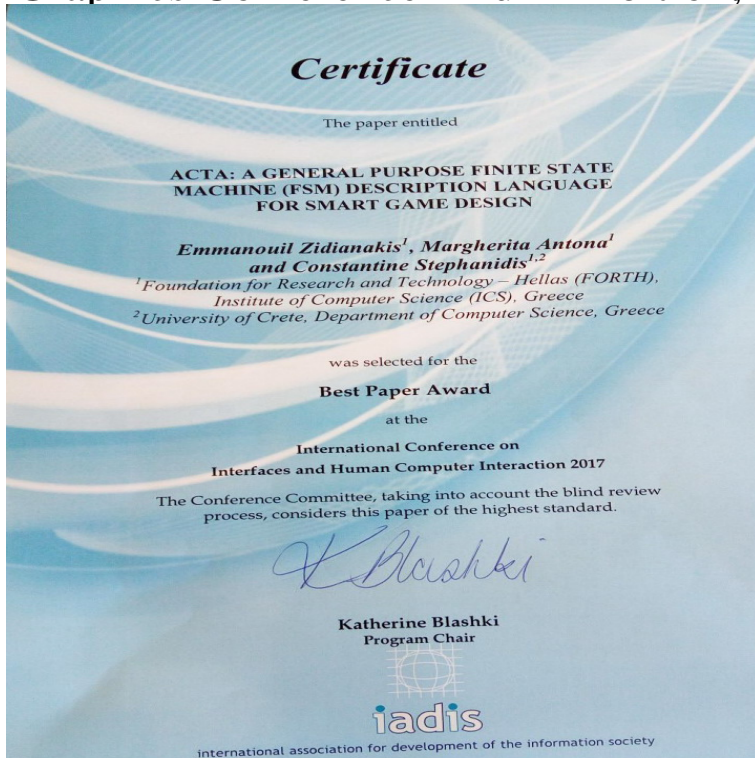 Certificate
The paper entitled
ACTA: A GENERAL PURPOSE FINITE STATE
MACHINE (FSM) DESCRIPTION LANGUAGE
FOR SMART GAME DESIGN
Emmanouil Zidianakis¹, Margherita Antona¹
and Constantine Stephanidis¹,²
¹Foundation for Research and Technology – Hellas (FORTH),
Institute of Computer Science (ICS), Greece
²University of Crete, Department of Computer Science, Greece
was selected for the
Best Paper Award
at the
International Conference on
Interfaces and Human Computer Interaction 2017
The Conference Committee, taking into account the blind review
process, considers this paper of the highest standard.
K Blashki
Katherine Blashki
Program Chair
iadis
international association for development of the information society